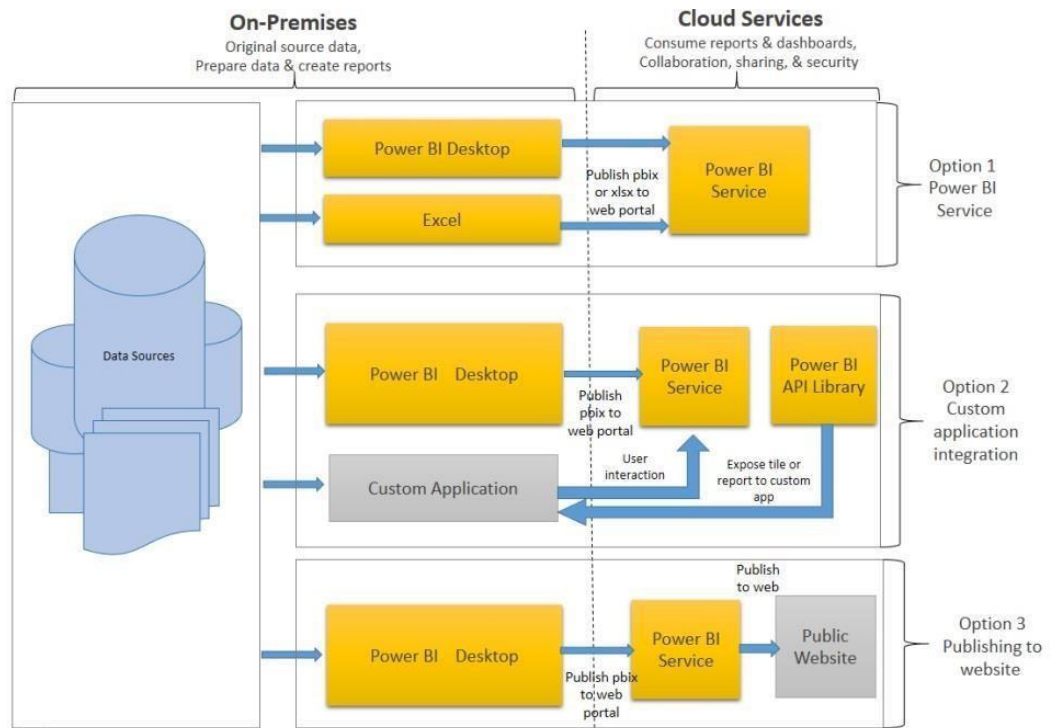 On-Premises
Original source data,
Prepare data & create reports
Cloud Services
Consume reports & dashboards,
Collaboration, sharing, & security
Data Sources
Power BI Desktop
Excel
Publish pbix
or xlsx to
web portal
Power BI
Service
Option 1
Power BI
Service
Power BI Desktop
Publish pbix to
web portal
Power BI
Service
Power BI
API Library
Custom Application
User
interaction
Expose tile or
report to custom
app
Option 2
Custom
application
integration
Power BI Desktop
Publish pbix
to web
portal
Power BI
Service
Publish
to web
Public
Website
Option 3
Publishing to
website